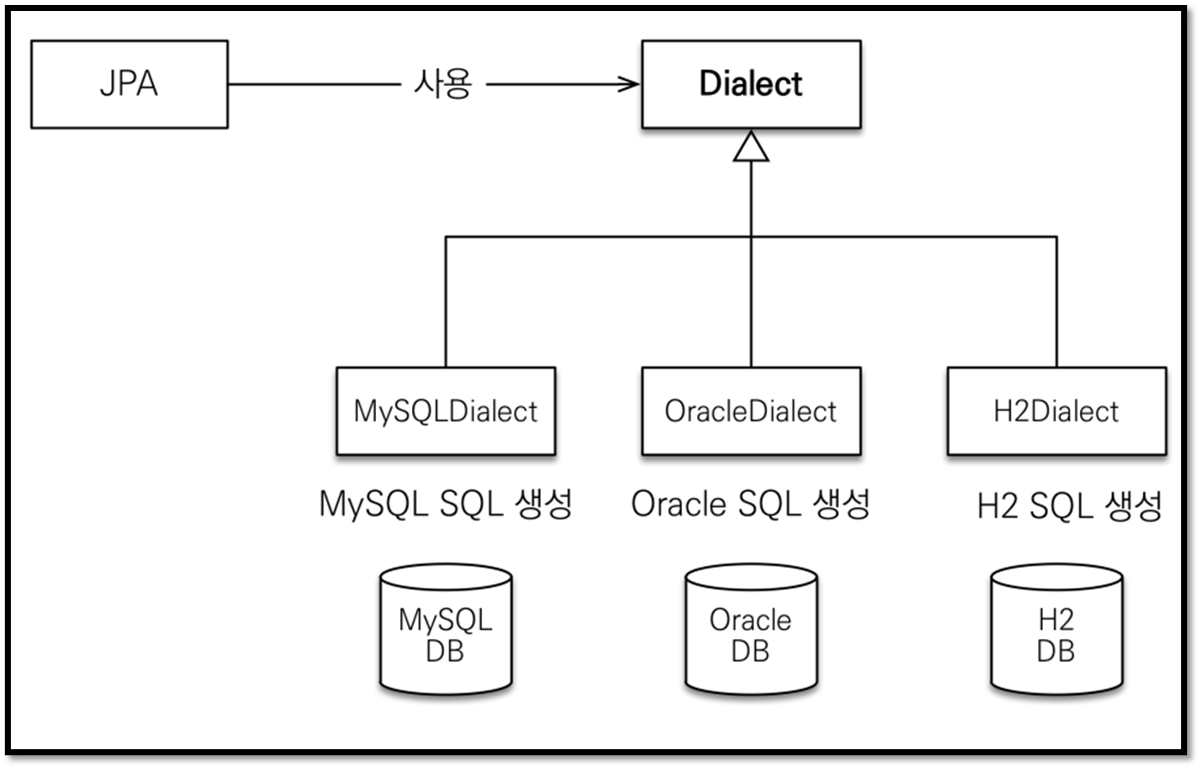 JPA
사용
Dialect
MySQLDialect
OracleDialect
H2Dialect
MySQL SQL 생성
Oracle SQL 생성
H2 SQL 생성
MySQL
DB
Oracle
DB
H2
DB